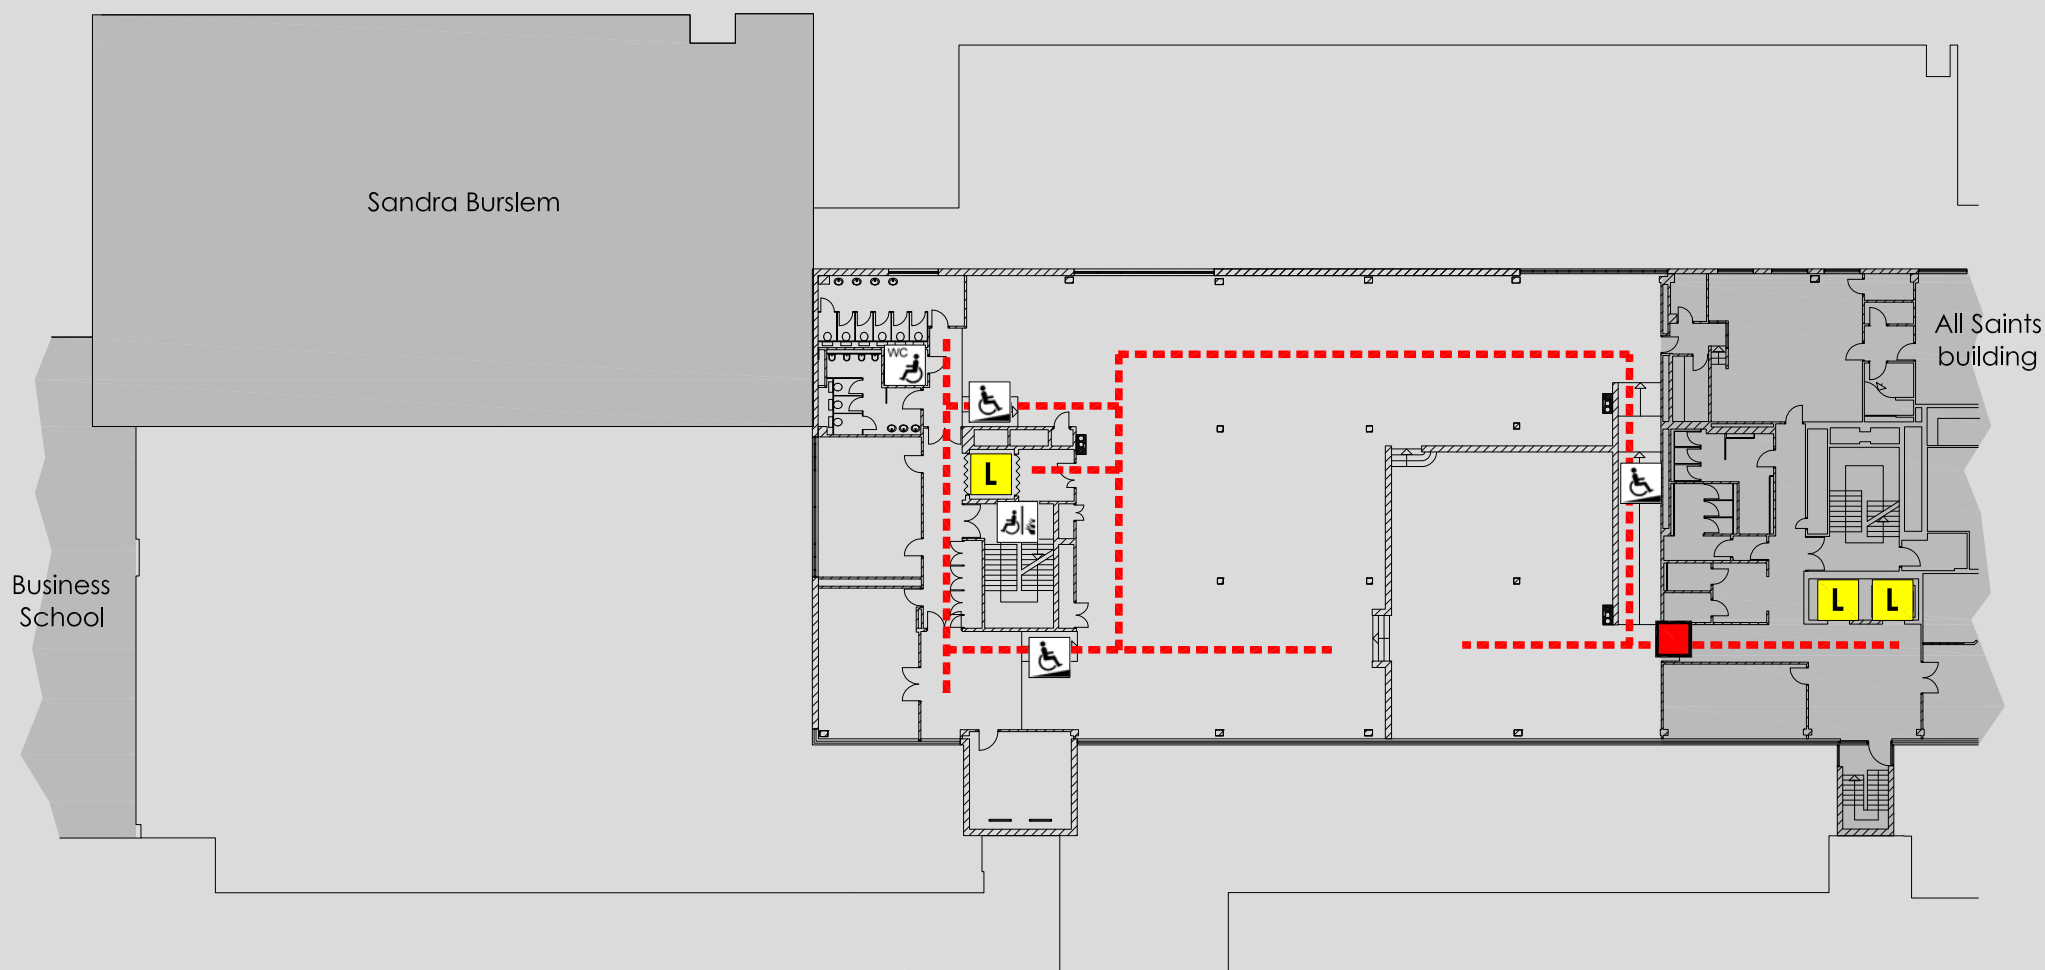 Sandra Burslem
All Saints
building
WC
L
L
L
Business
School